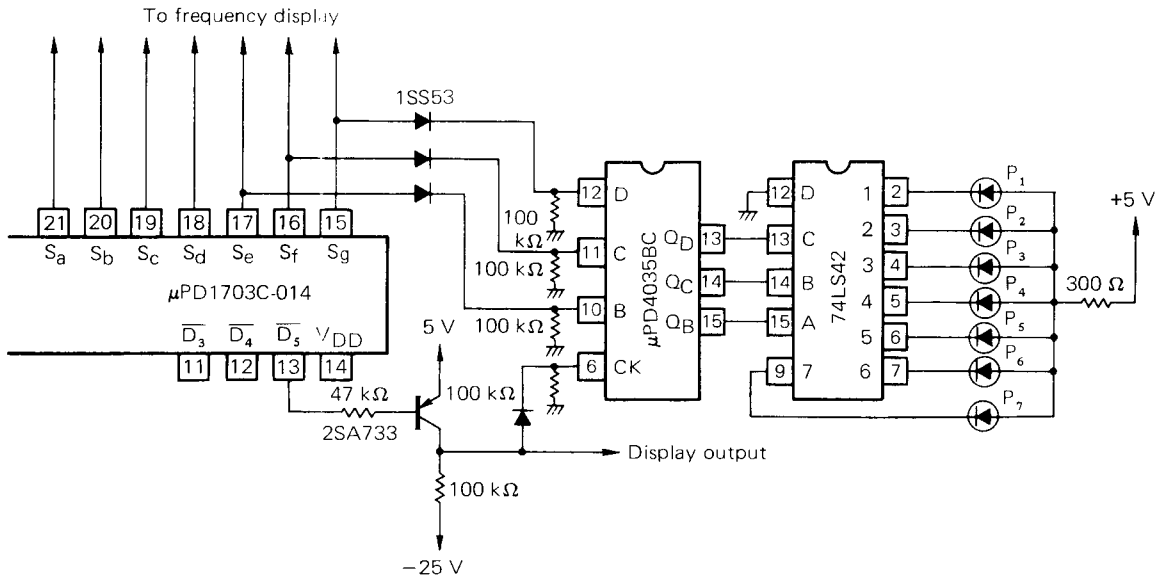 To frequency display
1SS53
21 20 19 18 17 16 15
Sa Sb Sc Sd Se Sf Sg
μPD1703C-014
D3 D4 D5 VDD
11 12 13 14
47 kΩ
2SA733
5 V
100 kΩ
100 kΩ
−25 V
Display output
100 kΩ
100 kΩ
100 kΩ
12 D
11 C
10 B
6 CK
μPD4035BC
QD 13
QC 14
QB 15
12 D
13 C
14 B
15 A
9 7
74LS42
1 2
2 3
3 4
4 5
5 6
6 7
P1
P2
P3
P4
P5
P6
P7
300 Ω
+5 V